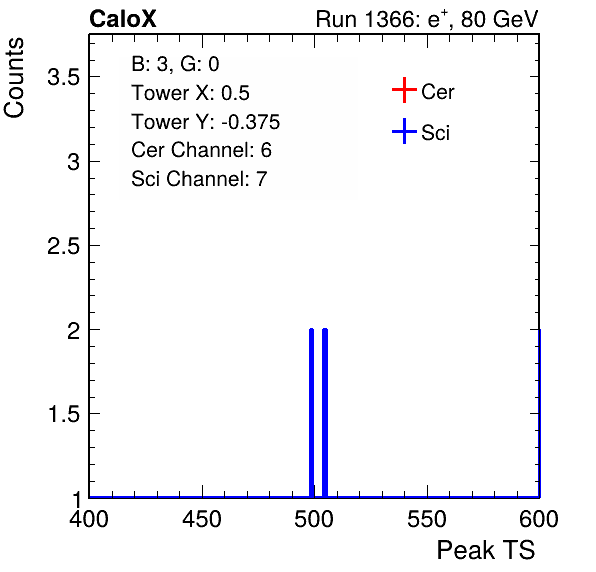 CaloX
Run 1366: e+, 80 GeV
Counts
B: 3, G: 0
Tower X: 0.5
Tower Y: -0.375
Cer Channel: 6
Sci Channel: 7
Cer
Sci
3.5
3
2.5
2
1.5
1
400 450 500 550 600
Peak TS